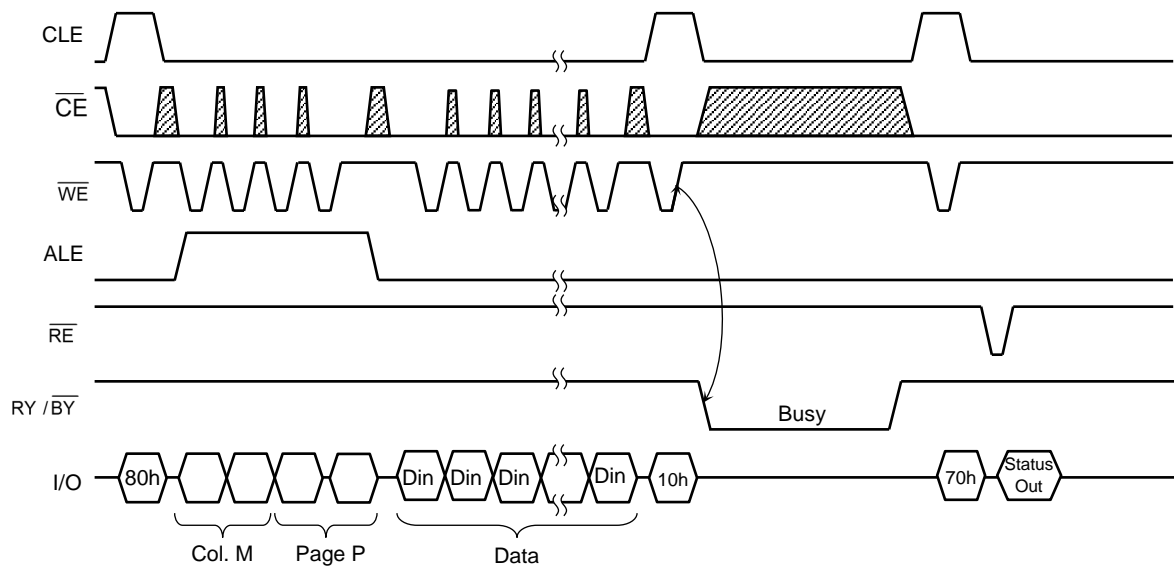 CLE
CE
WE
ALE
RE
RY / BY
Busy
I/O
80h
Din
Din
Din
Din
10h
70h
Status
Out
Col. M
Page P
Data